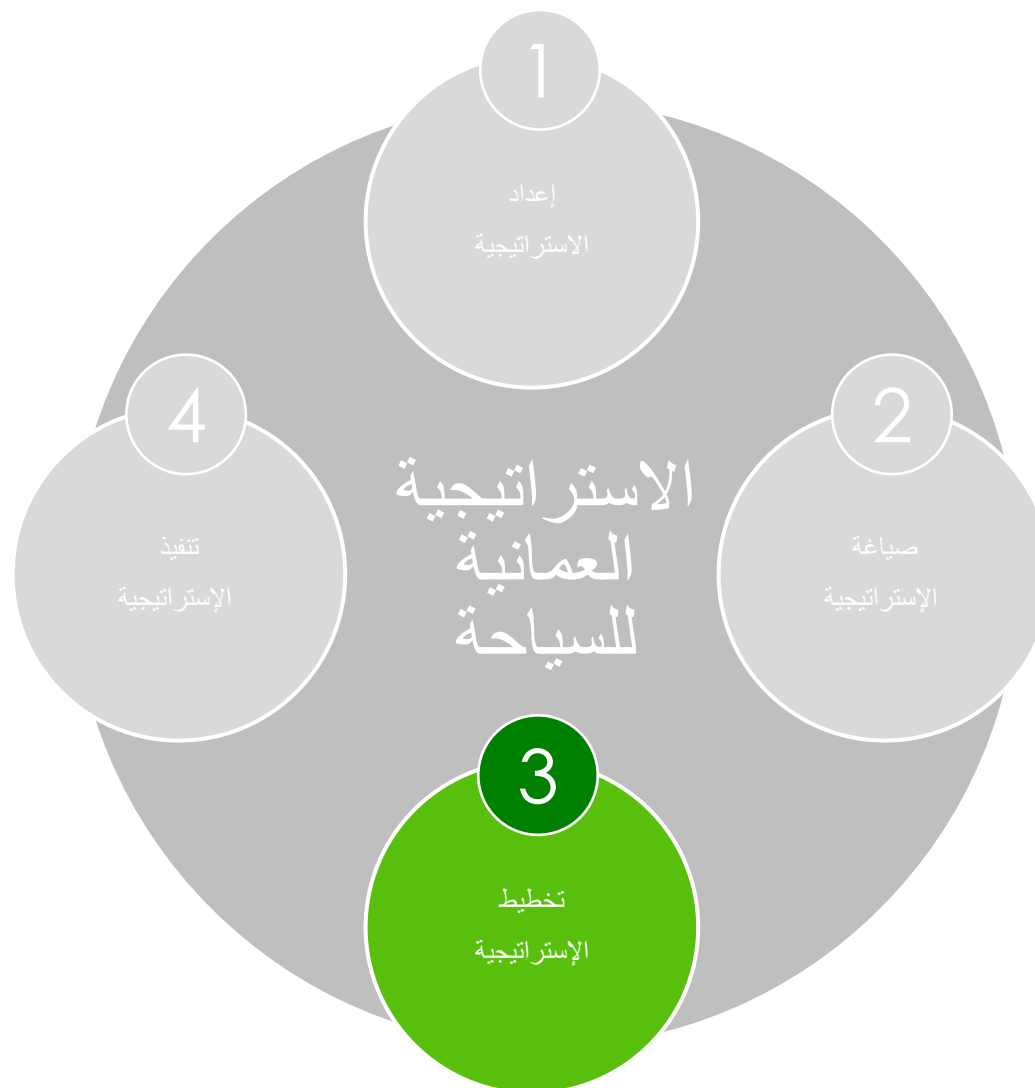 1
إعداد
الاستراتيجية
2
صياغة
الإستراتيجية
3
تخطيط
الإستراتيجية
4
تنفيذ
الإستراتيجية
الاستراتيجية
العمانية
للسياحة